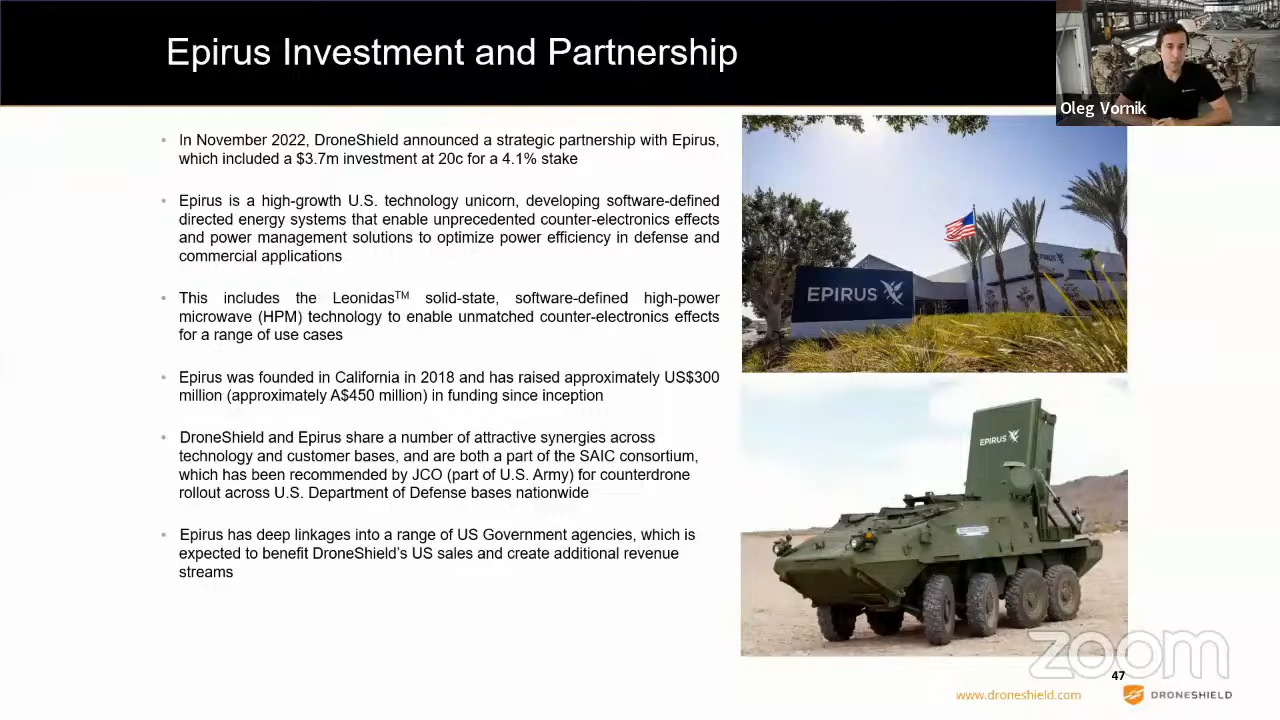 Epirus Investment and Partnership
Oleg Vornik
• In November 2022, DroneShield announced a strategic partnership with Epirus,
which included a $3.7m investment at 20c for a 4.1% stake
• Epirus is a high-growth U.S. technology unicorn, developing software-defined
directed energy systems that enable unprecedented counter-electronics effects
and power management solutions to optimize power efficiency in defense and
commercial applications
• This includes the Leonidas™ solid-state, software-defined high-power
microwave (HPM) technology to enable unmatched counter-electronics effects
for a range of use cases
• Epirus was founded in California in 2018 and has raised approximately US$300
million (approximately A$450 million) in funding since inception
• DroneShield and Epirus share a number of attractive synergies across
technology and customer bases, and are both a part of the SAIC consortium,
which has been recommended by JCO (part of U.S. Army) for counterdrone
rollout across U.S. Department of Defense bases nationwide
• Epirus has deep linkages into a range of US Government agencies, which is
expected to benefit DroneShield's US sales and create additional revenue
streams
EPIRUS
EPIRUS
EPIRUS
zoom
47
www.droneshield.com
DRONESHIELD